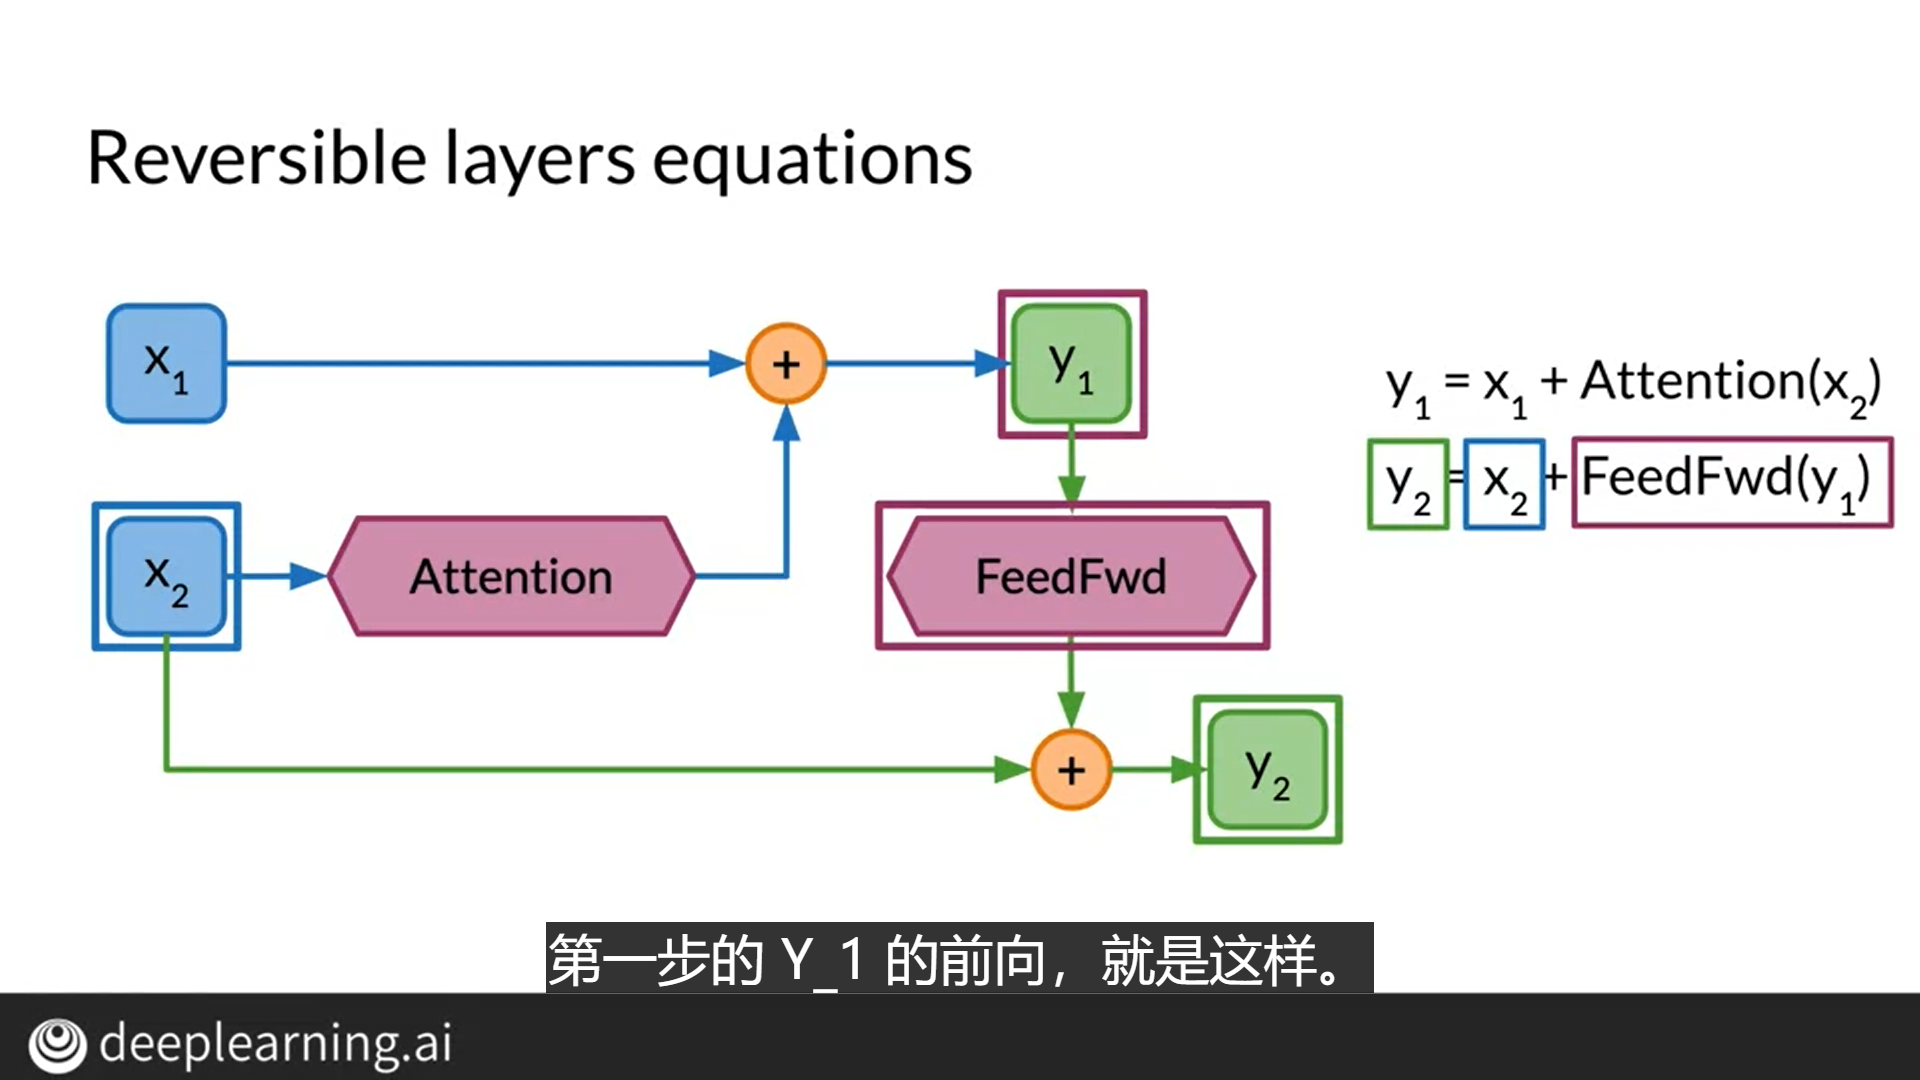 Reversible layers equations
x₁
+
y₁
y₁ = x₁ + Attention(x₂)
y₂ = x₂ + FeedFwd(y₁)
x₂
Attention
FeedFwd
+
y₂
第一步的 Y_1 的前向，就是这样。
deeplearning.ai